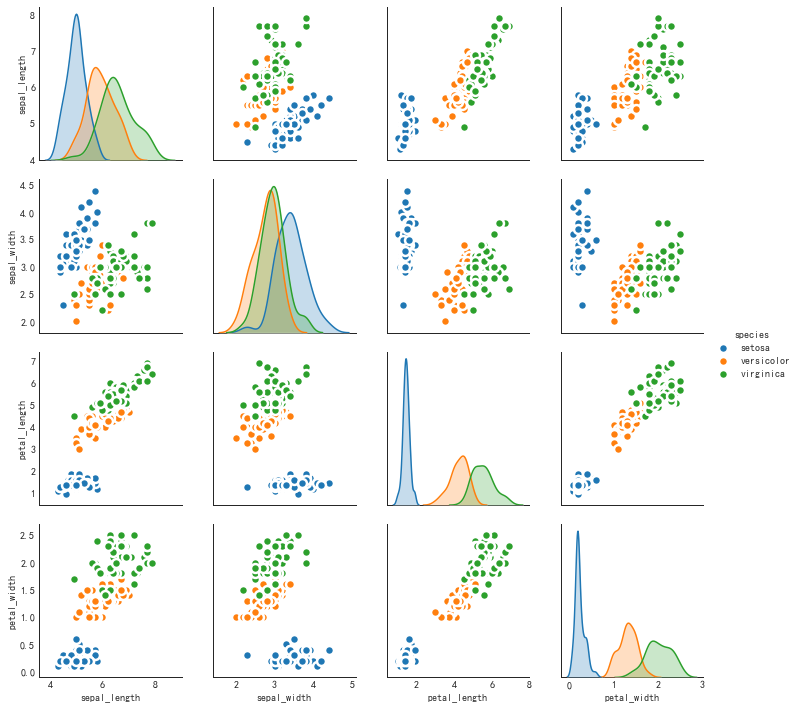 sepal_length
8
7
6
5
4
sepal_width
4.5
4.0
3.5
3.0
2.5
2.0
species
setosa
versicolor
virginica
petal_length
7
6
5
4
3
2
1
petal_width
2.5
2.0
1.5
1.0
0.5
0.0
4 6 8
2 3 4 5
2 4 6 8
0 1 2 3
sepal_length sepal_width petal_length petal_width